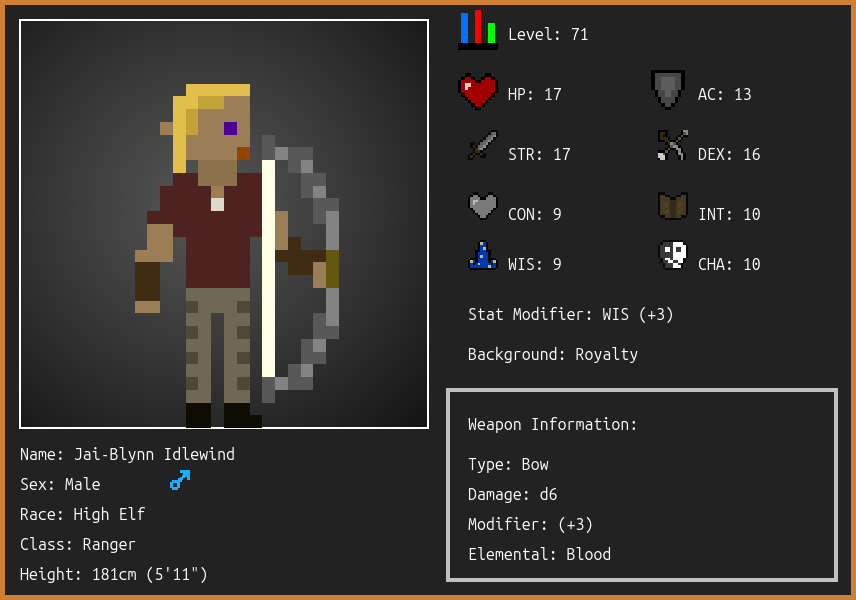 Level: 71
HP: 17
AC: 13
STR: 17
DEX: 16
CON: 9
INT: 10
WIS: 9
CHA: 10
Stat Modifier: WIS (+3)
Background: Royalty
Weapon Information:
Type: Bow
Damage: d6
Modifier: (+3)
Elemental: Blood
Name: Jai-Blynn Idlewind
Sex: Male
Race: High Elf
Class: Ranger
Height: 181cm (5'11")